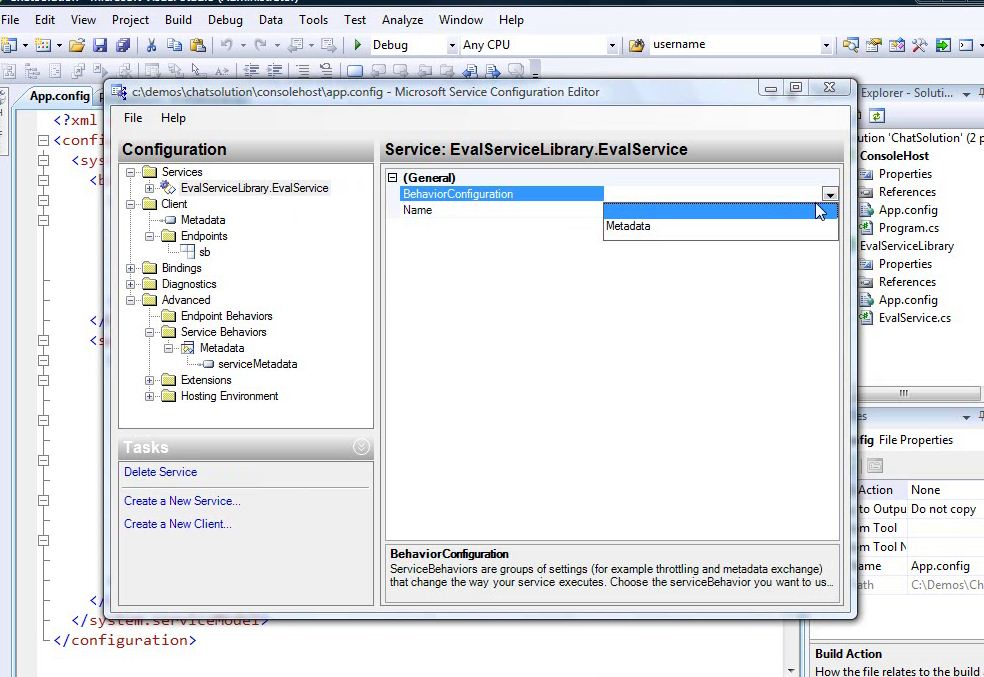 File Edit View Project Build Debug Data Tools Test Analyze Window Help
Debug Any CPU username
App.config
c:\demos\chatsolution\consolehost\app.config - Microsoft Service Configuration Editor
File Help
Configuration
Services
EvalServiceLibrary.EvalService
Client
Metadata
Endpoints
sb
Bindings
Diagnostics
Advanced
Endpoint Behaviors
Service Behaviors
Metadata
serviceMetadata
Extensions
Hosting Environment
Tasks
Delete Service
Create a New Service...
Create a New Client...
Service: EvalServiceLibrary.EvalService
(General)
BehaviorConfiguration
Name
Metadata
BehaviorConfiguration
ServiceBehaviors are groups of settings (for example throttling and metadata exchange)
that change the way your service executes. Choose the serviceBehavior you want to us...
<?xml
</system.serviceModel>
</configuration>
Explorer - Soluti...
'ChatSolution' (2 p
ConsoleHost
Properties
References
App.config
Program.cs
EvalServiceLibrary
Properties
References
App.config
EvalService.cs
File Properties
Action None
Do not copy
Tool
Tool
App.config
C:\Demos\Ch
Build Action
How the file relates to the build